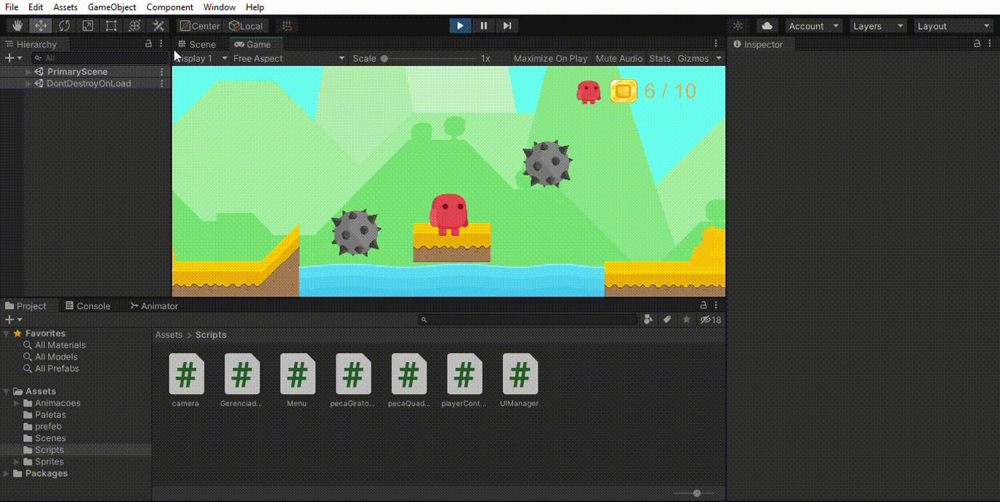 File Edit Assets GameObject Component Window Help
Center Local Account Layers Layout
Hierarchy Scene Game Inspector
All Free Aspect Scale 1x Maximize On Play Mute Audio Stats Gizmos
PrimaryScene
DontDestroyOnLoad
6 / 10
Project Console Animator
18
Favorites
All Materials
All Models
All Prefabs
Assets
Animacoes
Paletas
prefeb
Scenes
Scripts
Sprites
Packages
Assets > Scripts
# # # # # # #
camera Gerenciad... Menu pecaGirato... pecaQuad... playerCont... UIManager